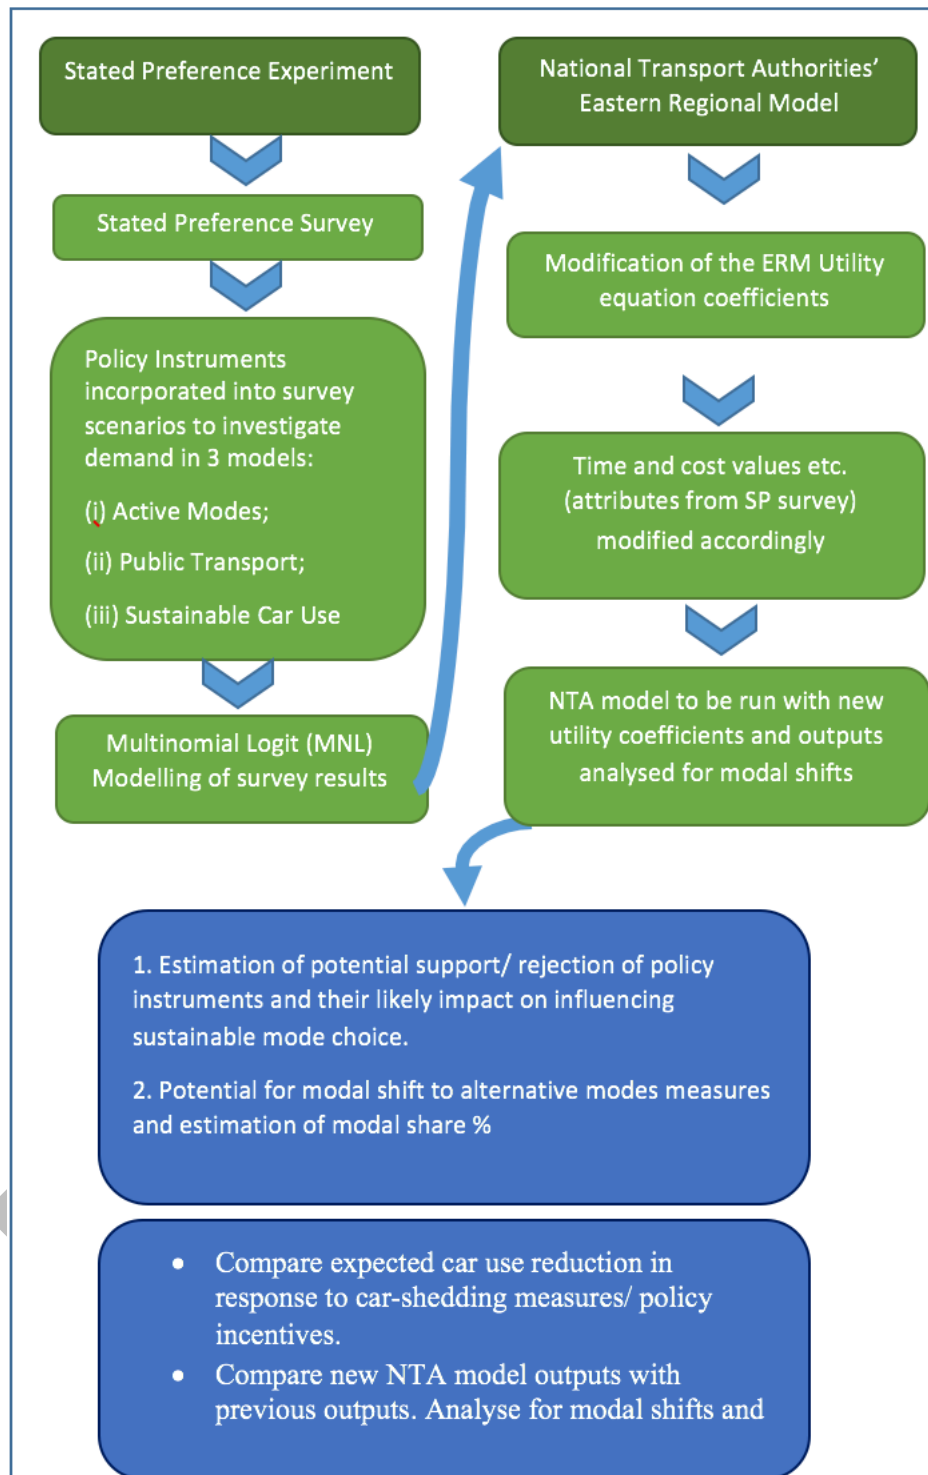 Stated Preference Experiment
Stated Preference Survey
Policy Instruments
incorporated into survey
scenarios to investigate
demand in 3 models:
(i) Active Modes;
(ii) Public Transport;
(iii) Sustainable Car Use
Multinomial Logit (MNL)
Modelling of survey results
National Transport Authorities’
Eastern Regional Model
Modification of the ERM Utility
equation coefficients
Time and cost values etc.
(attributes from SP survey)
modified accordingly
NTA model to be run with new
utility coefficients and outputs
analysed for modal shifts
1. Estimation of potential support/ rejection of policy
instruments and their likely impact on influencing
sustainable mode choice.
2. Potential for modal shift to alternative modes measures
and estimation of modal share %
• Compare expected car use reduction in
response to car-shedding measures/ policy
incentives.
• Compare new NTA model outputs with
previous outputs. Analyse for modal shifts and